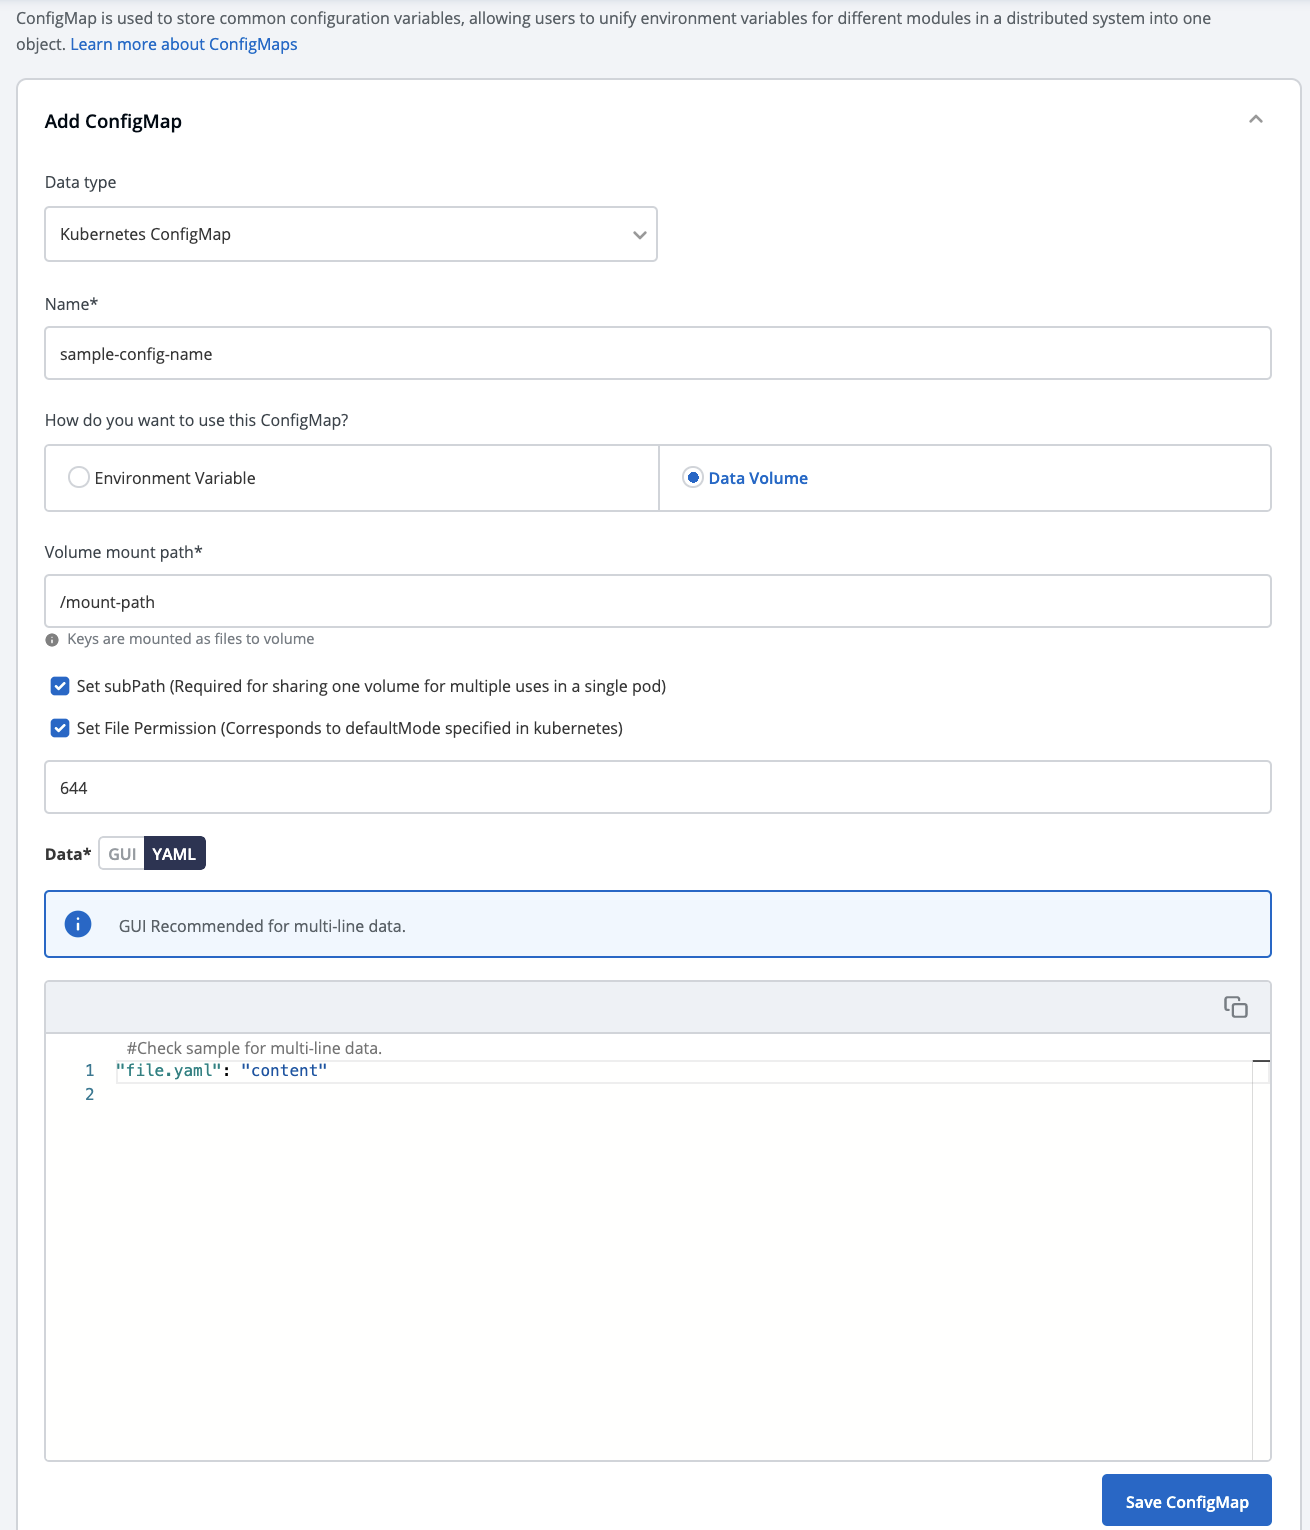 ConfigMap is used to store common configuration variables, allowing users to unify environment variables for different modules in a distributed system into one
object. Learn more about ConfigMaps
Add ConfigMap
Data type
Kubernetes ConfigMap
Name*
sample-config-name
How do you want to use this ConfigMap?
Environment Variable
Data Volume
Volume mount path*
/mount-path
Keys are mounted as files to volume
Set subPath (Required for sharing one volume for multiple uses in a single pod)
Set File Permission (Corresponds to defaultMode specified in kubernetes)
644
Data* GUI YAML
GUI Recommended for multi-line data.
#Check sample for multi-line data.
1 "file.yaml": "content"
2
Save ConfigMap